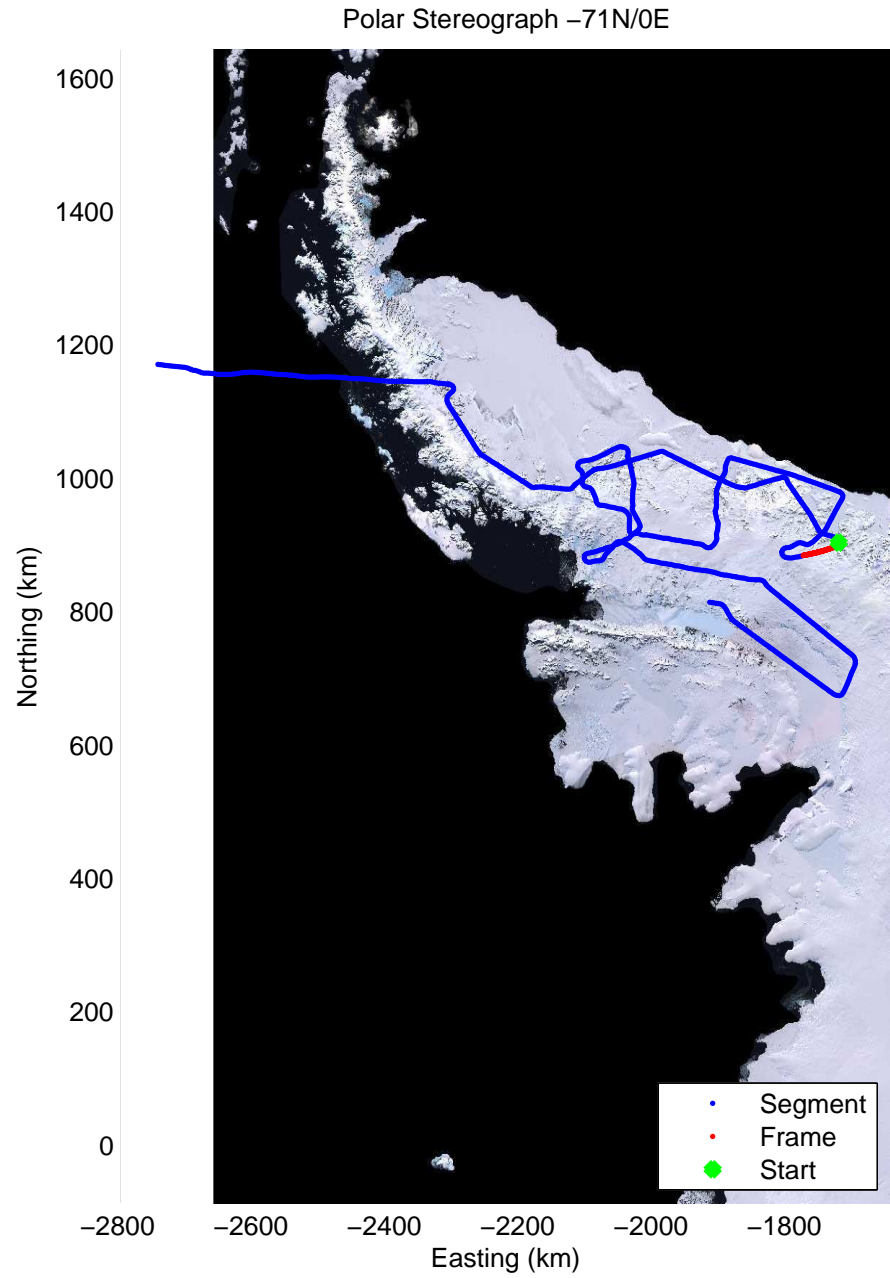 Polar Stereograph −71N/0E
1600
1400
1200
1000
800
600
400
200
0
Northing (km)
−2800 −2600 −2400 −2200 −2000 −1800
Easting (km)
Segment
Frame
Start